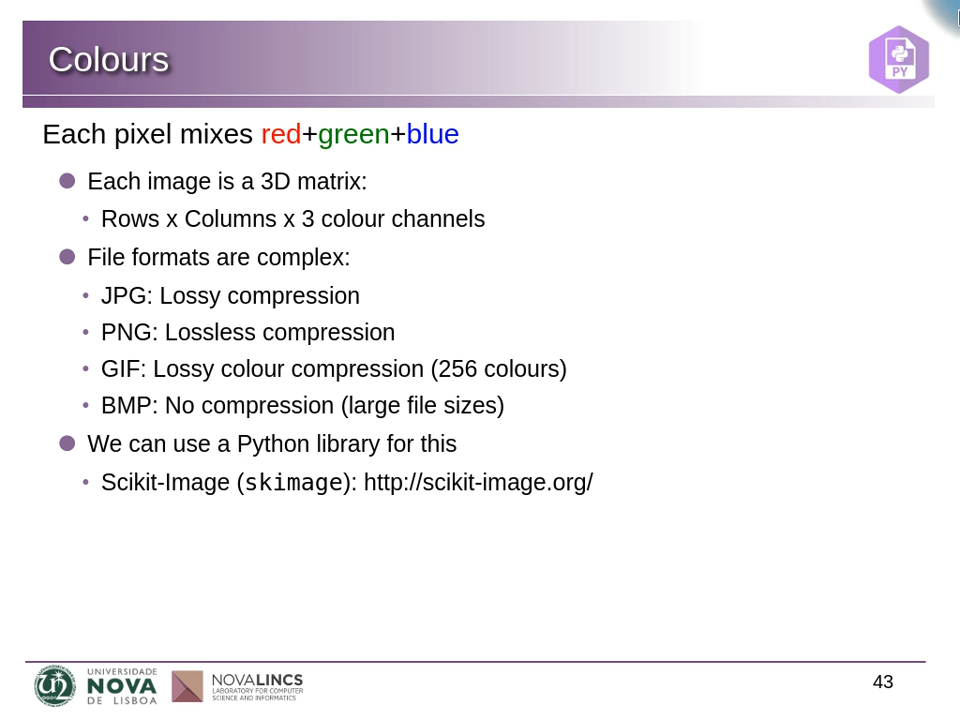 Colours
PY
Each pixel mixes red+green+blue
Each image is a 3D matrix:
Rows x Columns x 3 colour channels
File formats are complex:
JPG: Lossy compression
PNG: Lossless compression
GIF: Lossy colour compression (256 colours)
BMP: No compression (large file sizes)
We can use a Python library for this
Scikit-Image (skimage): http://scikit-image.org/
UNIVERSIDADE
NOVA
DE LISBOA
NOVALINCS
LABORATORY FOR COMPUTER
SCIENCE AND INFORMATICS
43